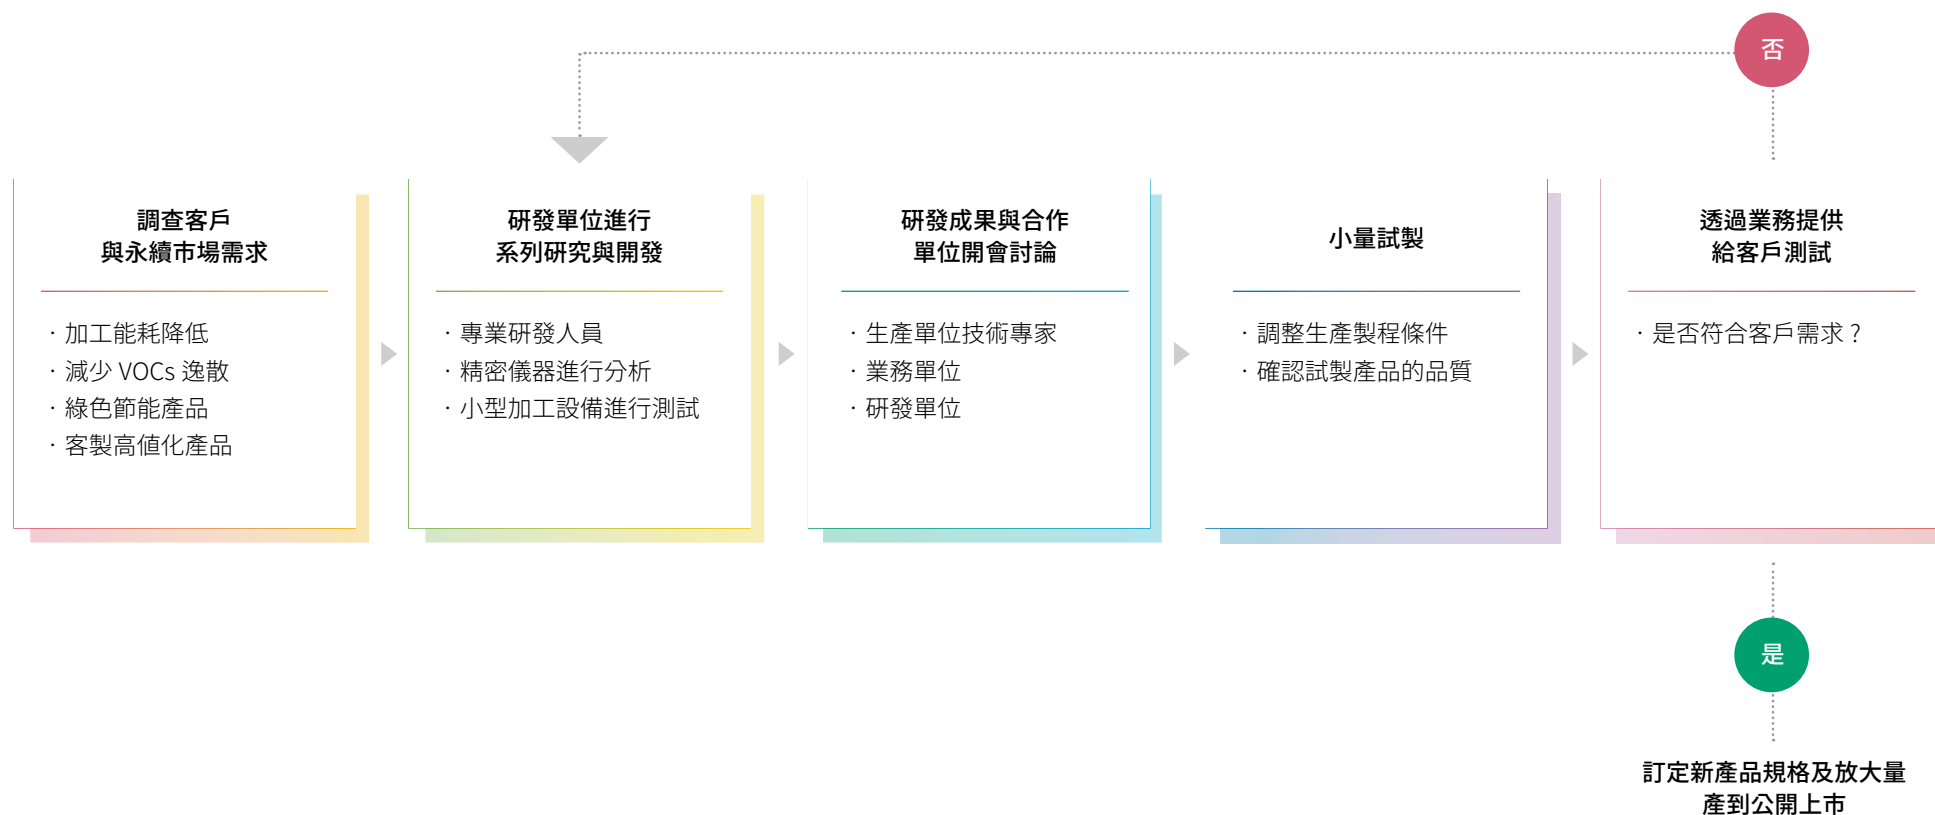 否
調查客戶
與永續市場需求
· 加工能耗降低
· 減少 VOCs 逸散
· 綠色節能產品
· 客製高值化產品
研發單位進行
系列研究與開發
· 專業研發人員
· 精密儀器進行分析
· 小型加工設備進行測試
研發成果與合作
單位開會討論
· 生產單位技術專家
· 業務單位
· 研發單位
小量試製
· 調整生產製程條件
· 確認試製產品的品質
透過業務提供
給客戶測試
· 是否符合客戶需求？
是
訂定新產品規格及放大量
產到公開上市